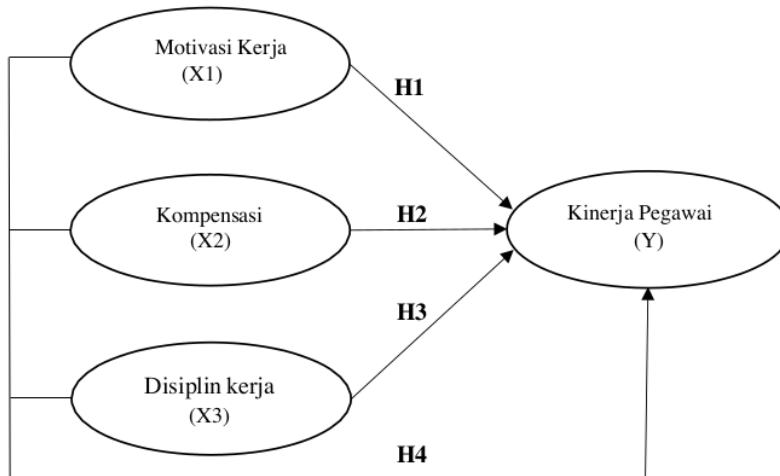 Motivasi Kerja
(X1)
H1
Kompensasi
(X2)
H2
Kinerja Pegawai
(Y)
H3
Disiplin kerja
(X3)
H4